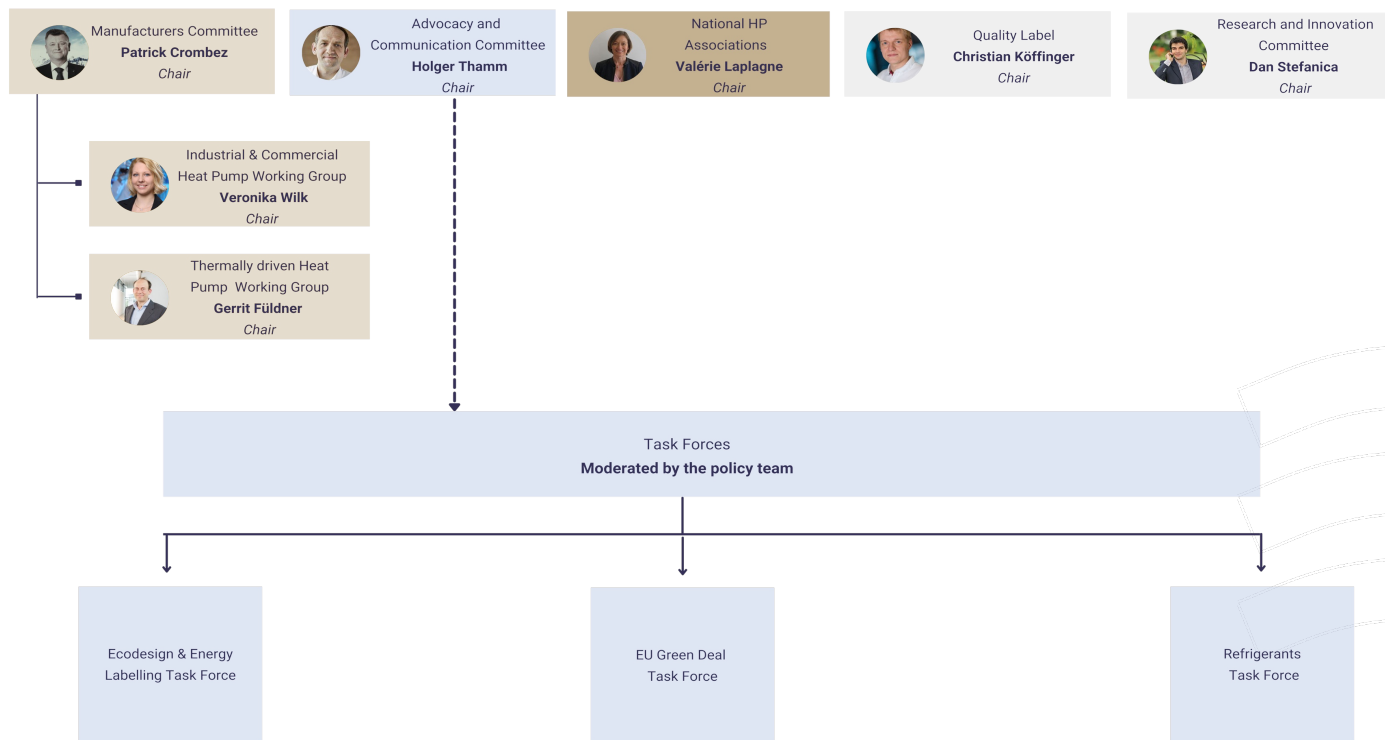 Manufacturers Committee
Patrick Crombez
Chair
Advocacy and
Communication Committee
Holger Thamm
Chair
National HP
Associations
Valérie Laplagne
Chair
Quality Label
Christian Köffinger
Chair
Research and Innovation
Committee
Dan Stefanica
Chair
Industrial & Commercial
Heat Pump Working Group
Veronika Wilk
Chair
Thermally driven Heat
Pump Working Group
Gerrit Füldner
Chair
Task Forces
Moderated by the policy team
Ecodesign & Energy
Labelling Task Force
EU Green Deal
Task Force
Refrigerants
Task Force